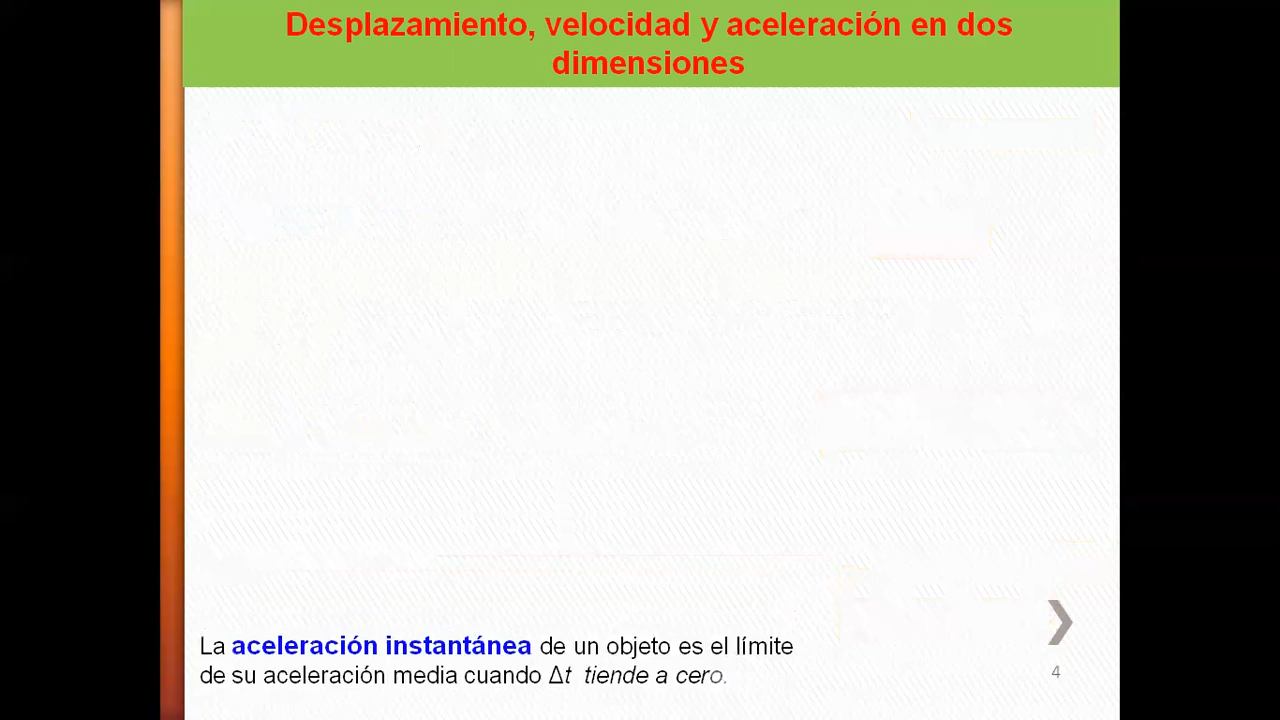 Desplazamiento, velocidad y aceleración en dos
dimensiones
La aceleración instantánea de un objeto es el límite
de su aceleración media cuando Δt tiende a cero.
4